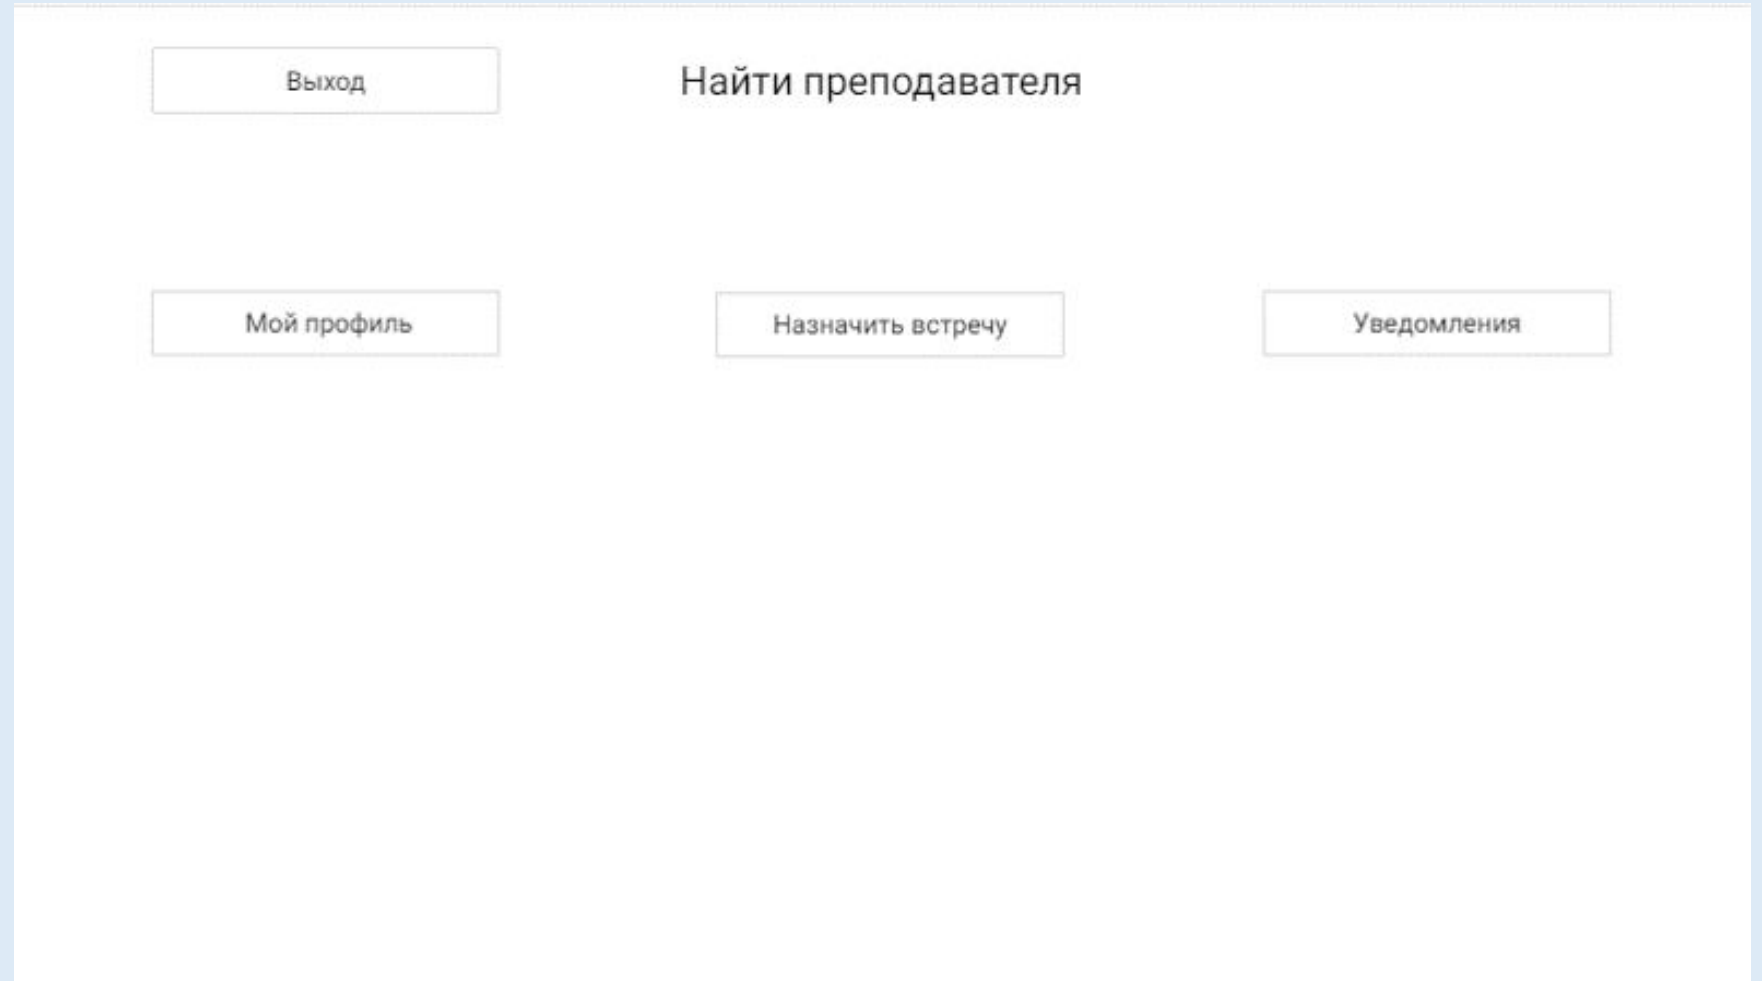 Выход
Найти преподавателя
Мой профиль
Назначить встречу
Уведомления